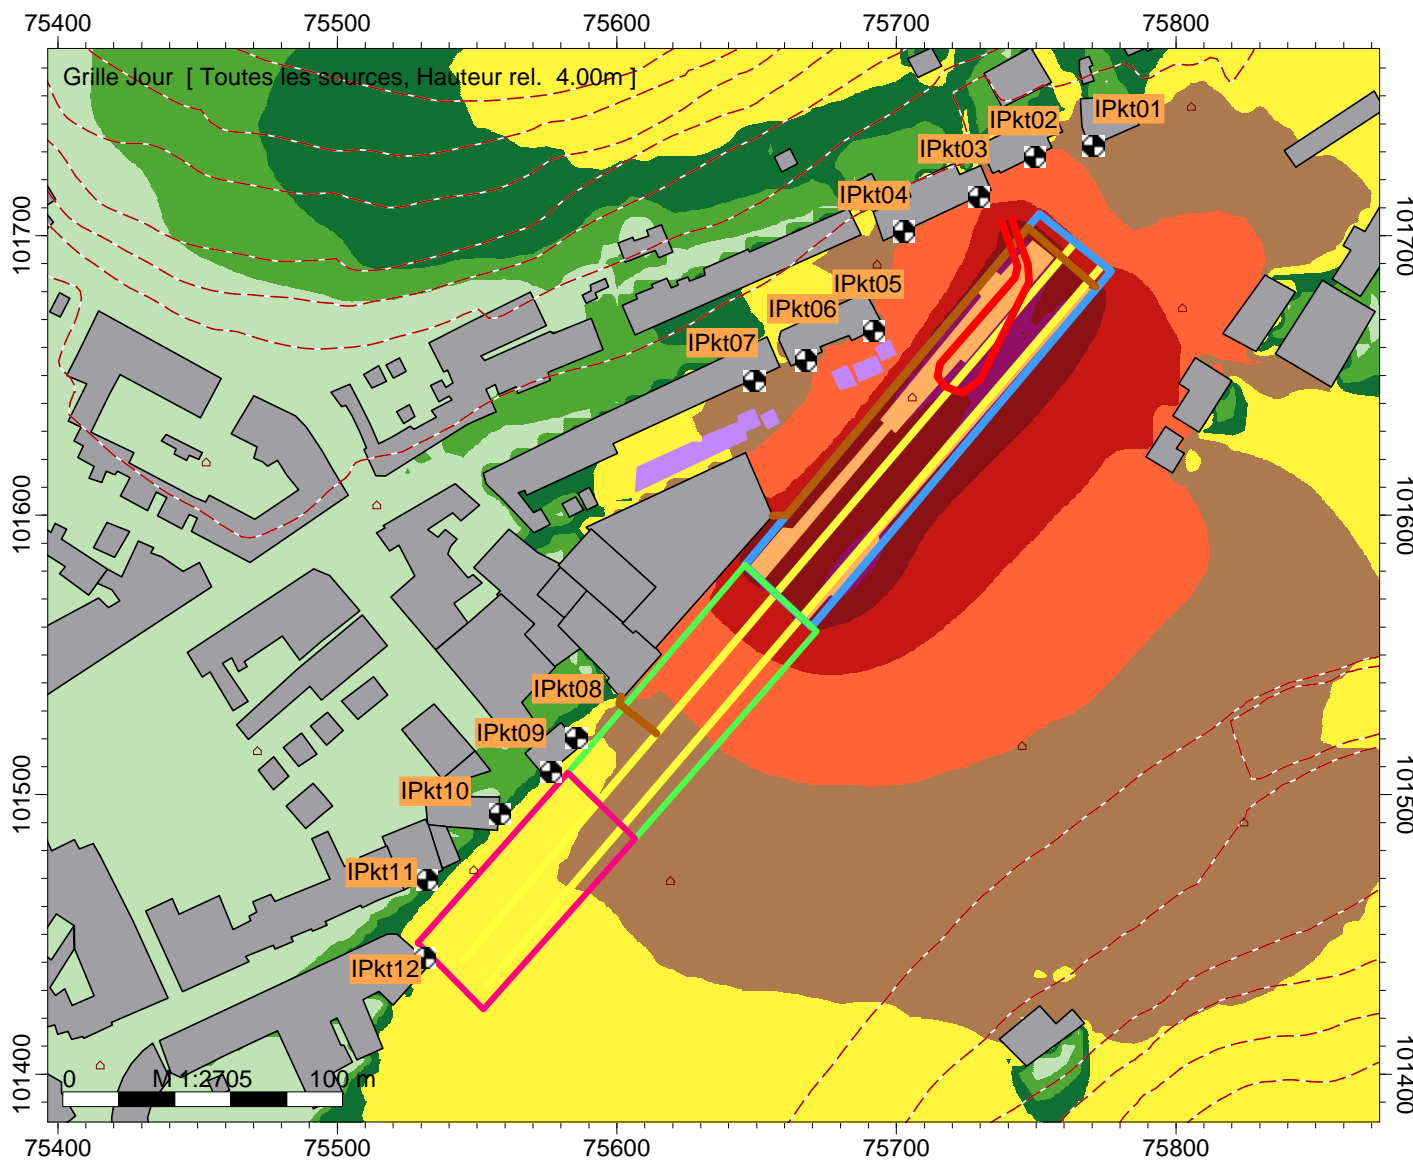 75400 75500 75600 75700 75800
Grille Jour [ Toutes les sources, Hauteur rel. 4.00m ]
IPkt01
IPkt02
IPkt03
IPkt04
101700
101700
IPkt05
IPkt06
IPkt07
101600
101600
IPkt08
IPkt09
101500
101500
IPkt10
IPkt11
IPkt12
101400
101400
0 M 1:2705 100 m
75400 75500 75600 75700 75800